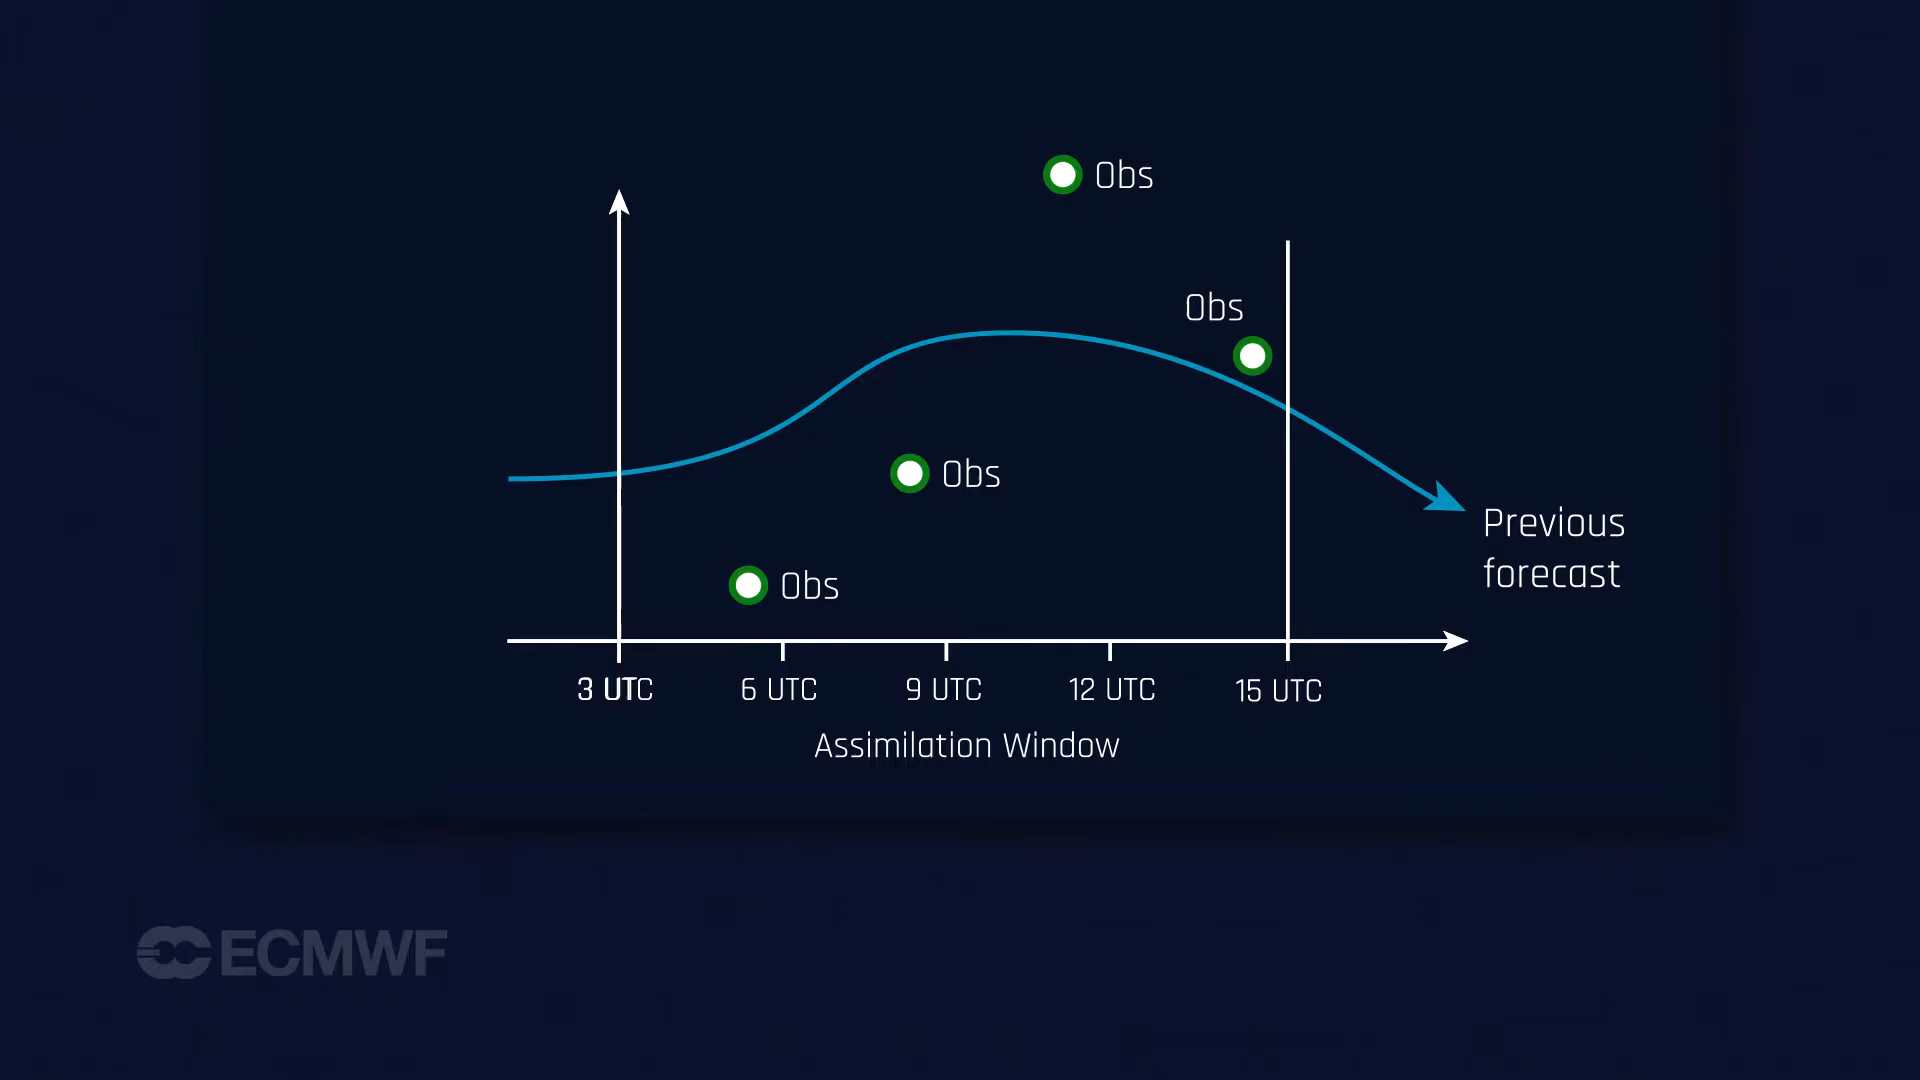 Obs
Obs
Obs
Previous
forecast
Obs
3 UTC 6 UTC 9 UTC 12 UTC 15 UTC
Assimilation Window
ECMWF